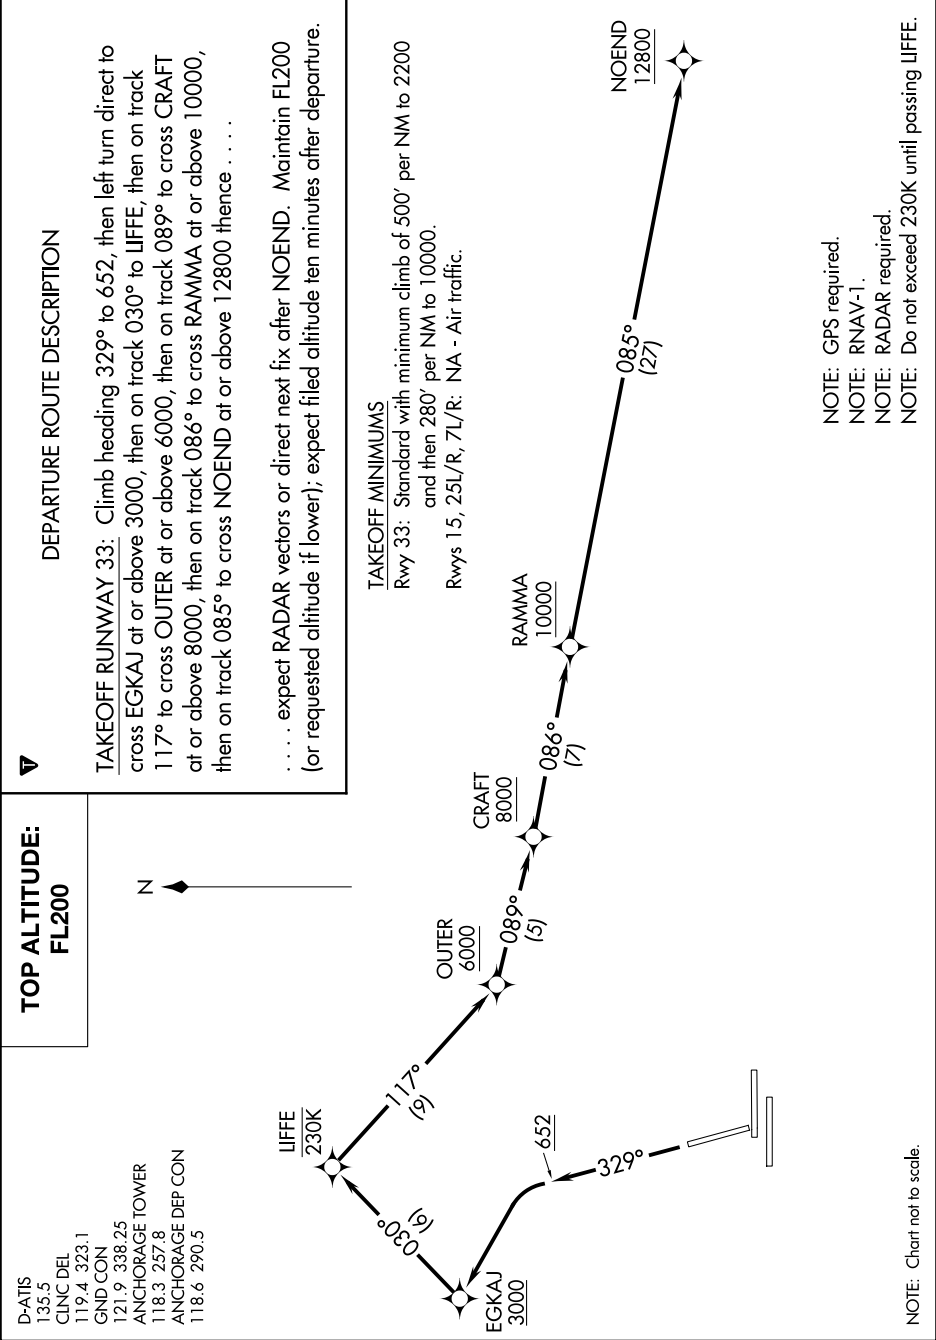 TOP ALTITUDE:
FL200
T
DEPARTURE ROUTE DESCRIPTION
TAKEOFF RUNWAY 33: Climb heading 329° to 652, then left turn direct to
cross EGKAJ at or above 3000, then on track 030° to LIFFE, then on track
117° to cross OUTER at or above 6000, then on track 089° to cross CRAFT
at or above 8000, then on track 086° to cross RAMMA at or above 10000,
then on track 085° to cross NOEND at or above 12800 thence . . . .
. . . . expect RADAR vectors or direct next fix after NOEND. Maintain FL200
(or requested altitude if lower); expect filed altitude ten minutes after departure.
D-ATIS
135.5
CLNC DEL
119.4 323.1
GND CON
121.9 338.25
ANCHORAGE TOWER
118.3 257.8
ANCHORAGE DEP CON
118.6 290.5
N
TAKEOFF MINIMUMS
Rwy 33: Standard with minimum climb of 500' per NM to 2200
and then 280' per NM to 10000.
Rwys 15, 25L/R, 7L/R: NA - Air traffic.
LIFFE
230K
030°
(6)
117°
(9)
EGKAJ
3000
652
329°
OUTER
6000
089°
(5)
CRAFT
8000
086°
(7)
RAMMA
10000
085°
(27)
NOEND
12800
NOTE: GPS required.
NOTE: RNAV-1.
NOTE: RADAR required.
NOTE: Do not exceed 230K until passing LIFFE.
NOTE: Chart not to scale.